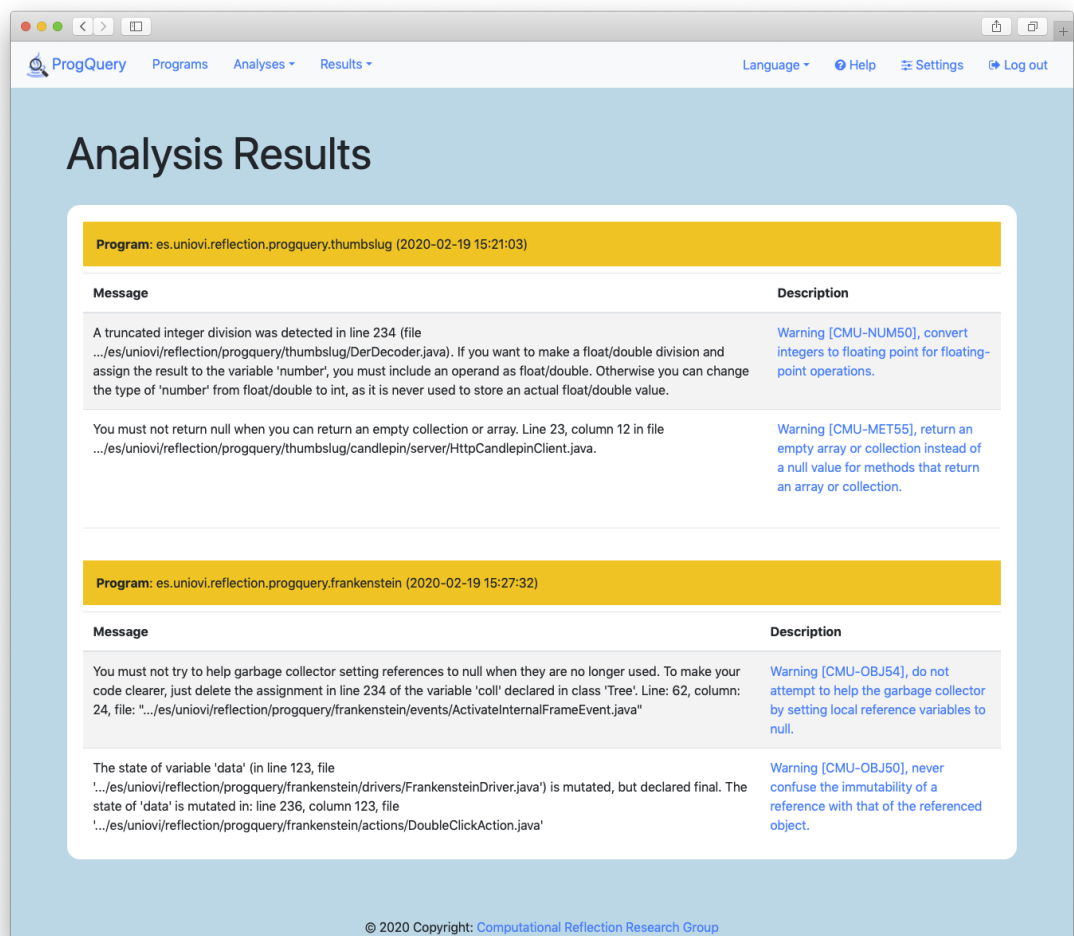 ProgQuery Programs Analyses Results Language Help Settings Log out
Analysis Results
Program: es.uniovi.reflection.progquery.thumbslug (2020-02-19 15:21:03)
Message Description
A truncated integer division was detected in line 234 (file
.../es/uniovi/reflection/progquery/thumbslug/DerDecoder.java). If you want to make a float/double division and
assign the result to the variable 'number', you must include an operand as float/double. Otherwise you can change
the type of 'number' from float/double to int, as it is never used to store an actual float/double value.
Warning [CMU-NUM50], convert
integers to floating point for floating-
point operations.
You must not return null when you can return an empty collection or array. Line 23, column 12 in file
.../es/uniovi/reflection/progquery/thumbslug/candlepin/server/HttpCandlepinClient.java.
Warning [CMU-MET55], return an
empty array or collection instead of
a null value for methods that return
an array or collection.
Program: es.uniovi.reflection.progquery.frankenstein (2020-02-19 15:27:32)
Message Description
You must not try to help garbage collector setting references to null when they are no longer used. To make your
code clearer, just delete the assignment in line 234 of the variable 'coll' declared in class 'Tree'. Line: 62, column:
24, file: ".../es/uniovi/reflection/progquery/frankenstein/events/ActivateInternalFrameEvent.java"
Warning [CMU-OBJ54], do not
attempt to help the garbage collector
by setting local reference variables to
null.
The state of variable 'data' (in line 123, file
'.../es/uniovi/reflection/progquery/frankenstein/drivers/FrankensteinDriver.java') is mutated, but declared final. The
state of 'data' is mutated in: line 236, column 123, file
'.../es/uniovi/reflection/progquery/frankenstein/actions/DoubleClickAction.java'
Warning [CMU-OBJ50], never
confuse the immutability of a
reference with that of the referenced
object.
© 2020 Copyright: Computational Reflection Research Group